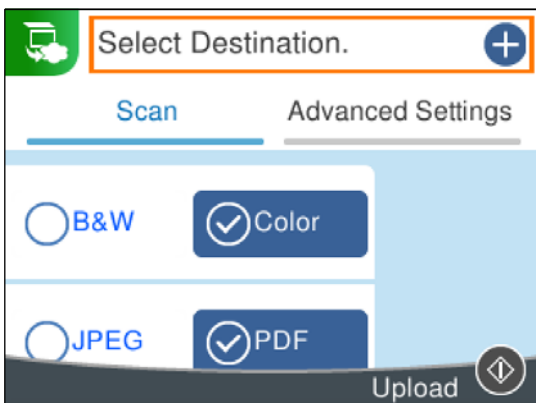 Select Destination.
Scan Advanced Settings
B&W Color
JPEG PDF
Upload